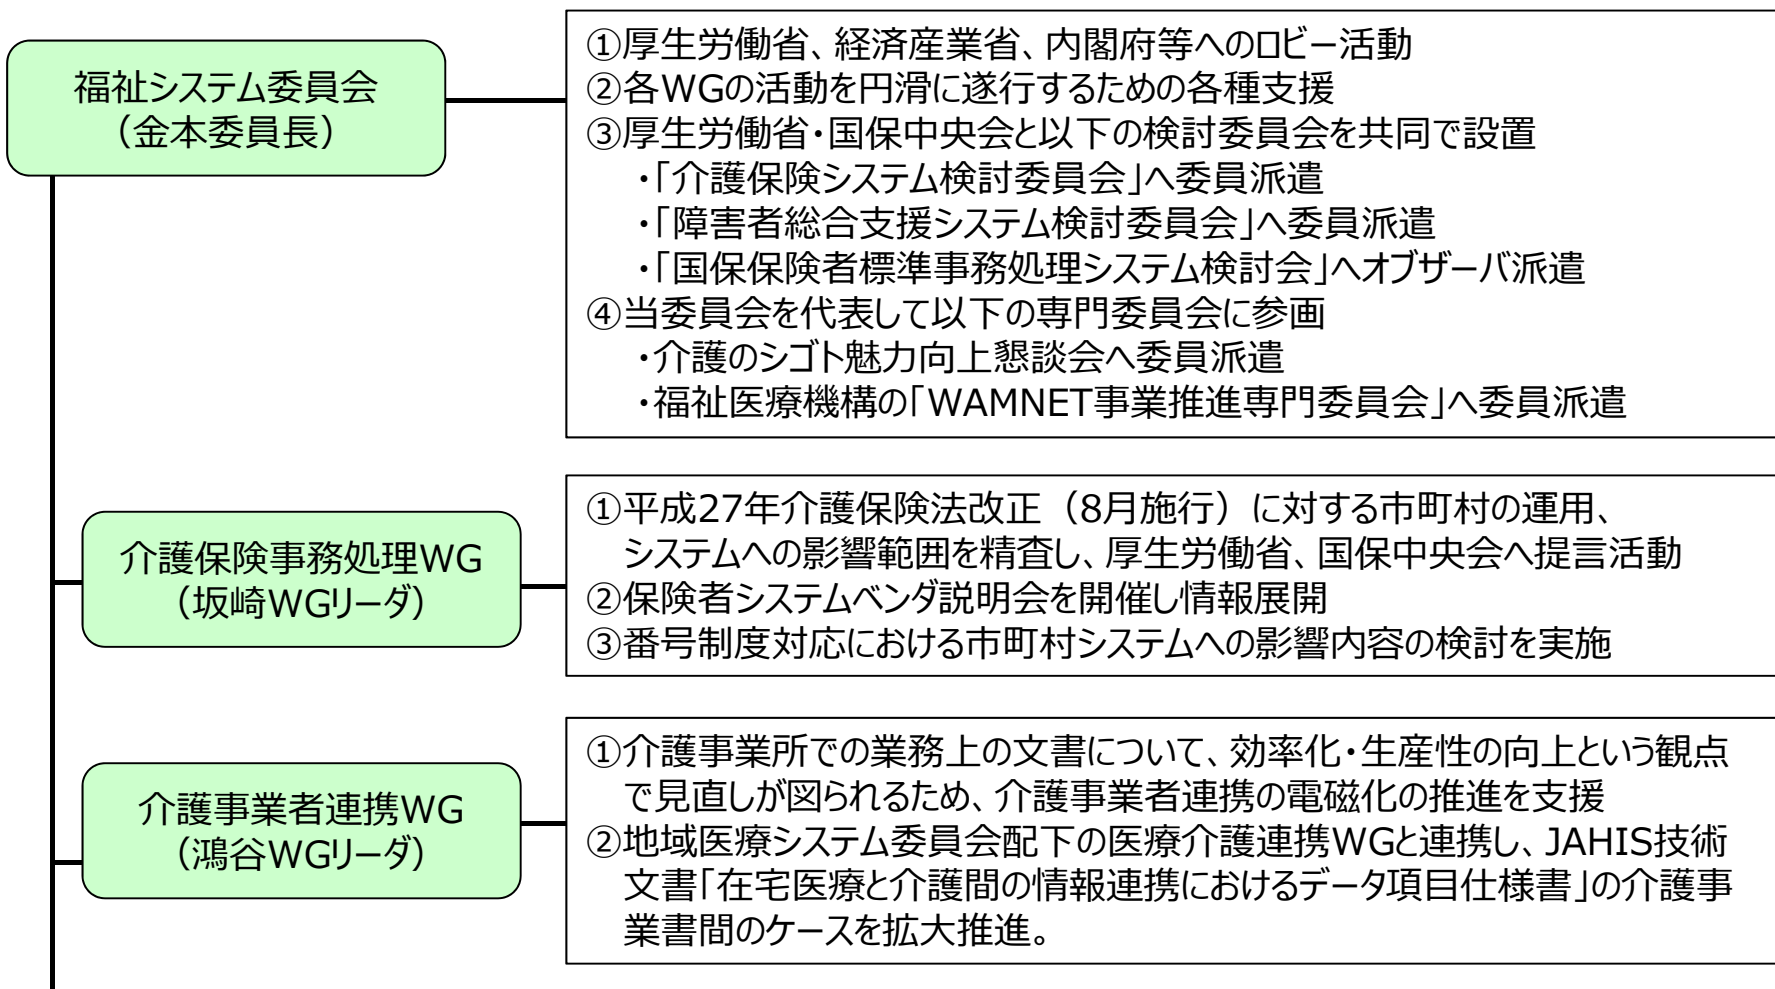 福祉システム委員会
（金本委員長）
①厚生労働省、経済産業省、内閣府等へのロビー活動
②各WGの活動を円滑に遂行するための各種支援
③厚生労働省・国保中央会と以下の検討委員会を共同で設置
・「介護保険システム検討委員会」へ委員派遣
・「障害者総合支援システム検討委員会」へ委員派遣
・「国保保険者標準事務処理システム検討会」へオブザーバ派遣
④当委員会を代表して以下の専門委員会に参画
・介護のシゴト魅力向上懇談会へ委員派遣
・福祉医療機構の「WAMNET事業推進専門委員会」へ委員派遣
介護保険事務処理WG
（坂崎WGリーダ）
①平成27年介護保険法改正（8月施行）に対する市町村の運用、
システムへの影響範囲を精査し、厚生労働省、国保中央会へ提言活動
②保険者システムベンダ説明会を開催し情報展開
③番号制度対応における市町村システムへの影響内容の検討を実施
介護事業者連携WG
（鴻谷WGリーダ）
①介護事業所での業務上の文書について、効率化・生産性の向上という観点
で見直しが図られるため、介護事業者連携の電磁化の推進を支援
②地域医療システム委員会配下の医療介護連携WGと連携し、JAHIS技術
文書「在宅医療と介護間の情報連携におけるデータ項目仕様書」の介護事
業書間のケースを拡大推進。